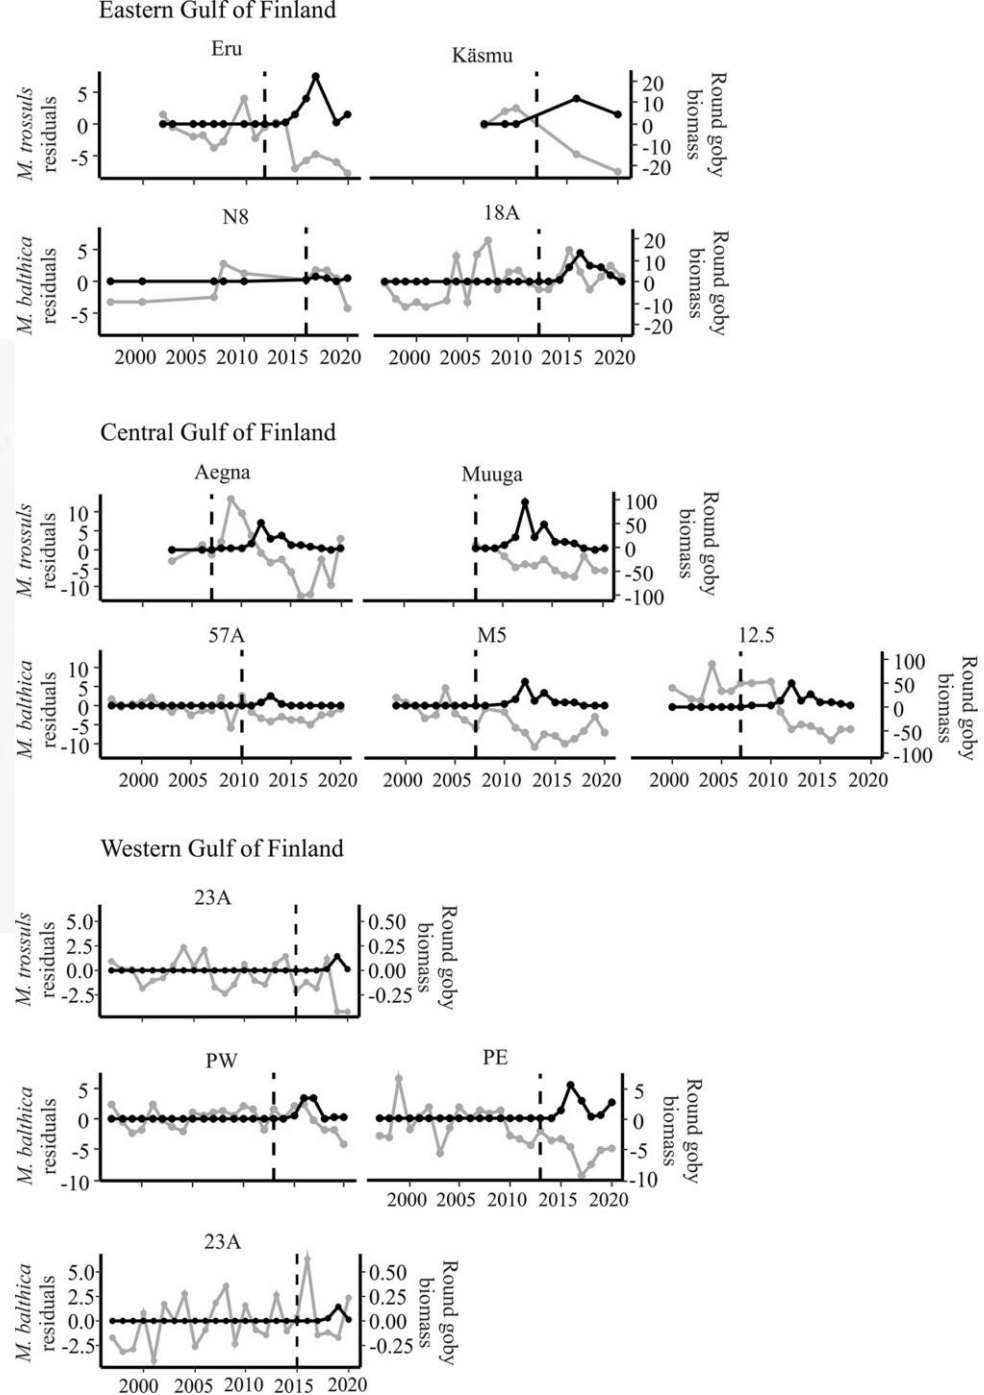 Eastern Gulf of Finland
Eru
Käsmu
M. trossuls
residuals
5
0
-5
20
10
0
-10
-20
Round goby
biomass
N8
18A
M. balthica
residuals
5
0
-5
20
10
0
-10
-20
Round goby
biomass
2000 2005 2010 2015 2020
2000 2005 2010 2015 2020
Central Gulf of Finland
Aegna
Muuga
M. trossuls
residuals
10
5
0
-5
-10
100
50
0
-50
-100
Round goby
biomass
57A
M5
12.5
M. balthica
residuals
10
5
0
-5
-10
100
50
0
-50
-100
Round goby
biomass
2000 2005 2010 2015 2020
2000 2005 2010 2015 2020
2000 2005 2010 2015 2020
Western Gulf of Finland
23A
M. trossuls
residuals
5.0
2.5
0.0
-2.5
0.50
0.25
0.00
-0.25
Round goby
biomass
PW
PE
M. balthica
residuals
5
0
-5
-10
5
0
-5
-10
Round goby
biomass
2000 2005 2010 2015 2020
23A
M. balthica
residuals
5.0
2.5
0.0
-2.5
0.50
0.25
0.00
-0.25
Round goby
biomass
2000 2005 2010 2015 2020